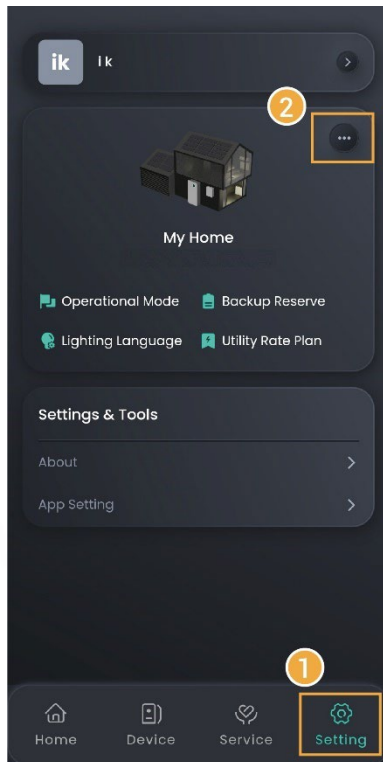 ik Ik
2
My Home
Operational Mode Backup Reserve
Lighting Language Utility Rate Plan
Settings & Tools
About
App Setting
1
Home Device Service Setting